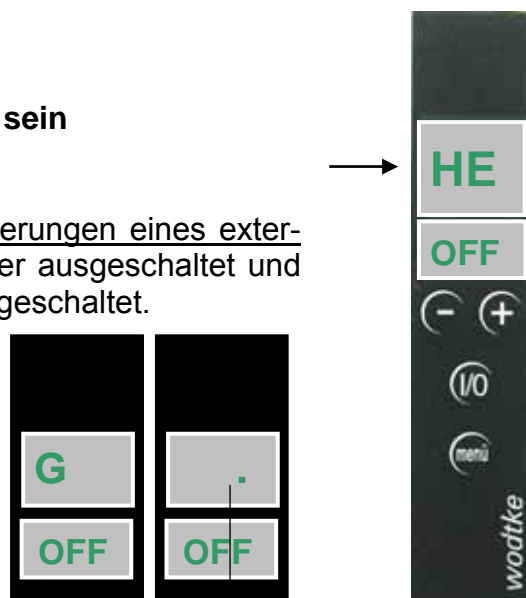 sein
HE
OFF
erungen eines exter-
er ausgeschaltet und
geschaltet.
- +
I/O
menü
G .
OFF OFF
wodtke